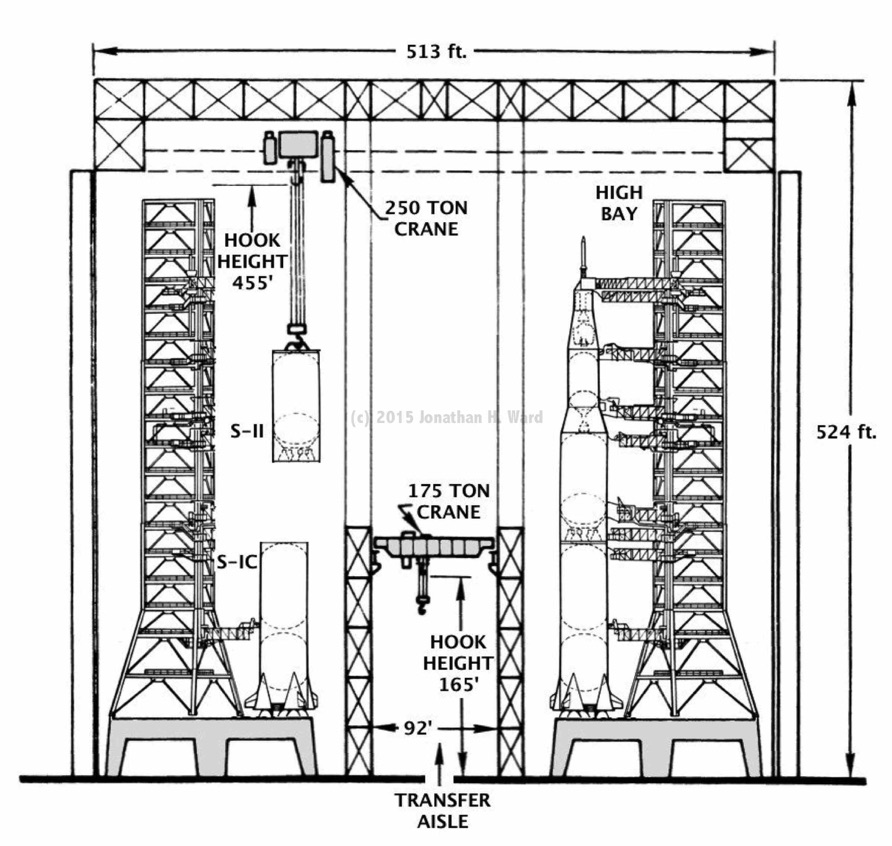 513 ft.
250 TON
CRANE
HIGH
BAY
HOOK
HEIGHT
455'
S-II
(c) 2015 Jonathan H. Ward
524 ft.
175 TON
CRANE
S-IC
HOOK
HEIGHT
165'
92'
TRANSFER
AISLE